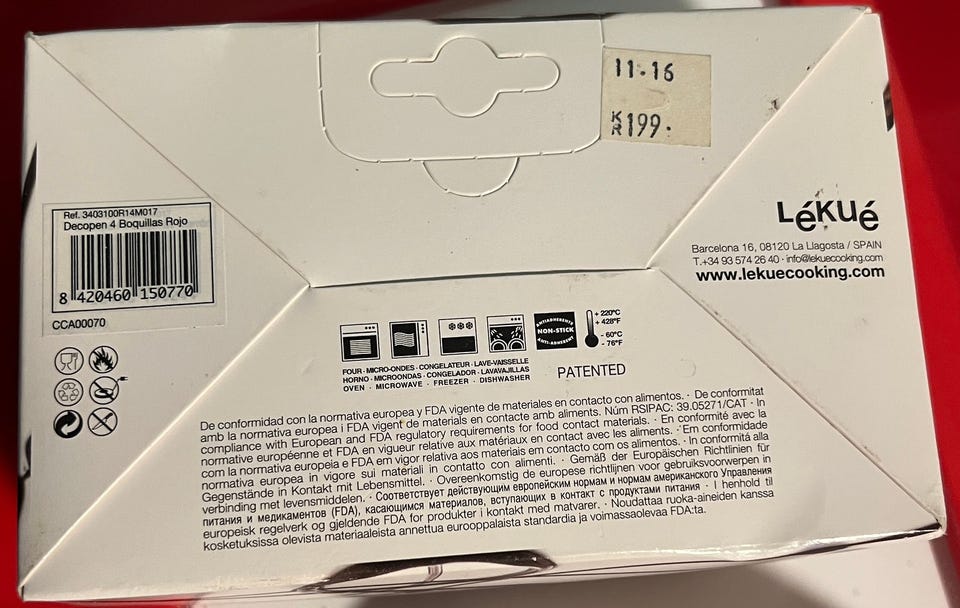 11-16
KR 199.
Lékué
Barcelona 16, 08120 La Llagosta / SPAIN
T.+34 93 574 26 40 · info@lekuecooking.com
www.lekuecooking.com
Ref. 3403100R14M017
Decopen 4 Boquillas Rojo
8 420460 150770
CCA00070
ANTIADHERENTE
NON-STICK
ANTI-ADHERENT
+ 220ºC
+ 428ºF
- 60ºC
- 76ºF
FOUR · MICRO-ONDES · CONGELATEUR · LAVE-VAISSELLE
HORNO · MICROONDAS · CONGELADOR · LAVAVAJILLAS
OVEN · MICROWAVE · FREEZER · DISHWASHER
PATENTED
De conformidad con la normativa europea y FDA vigente de materiales en contacto con alimentos. · De conformitat
amb la normativa europea i FDA vigent de materials en contacte amb aliments. Núm RSIPAC: 39.05271/CAT · In
compliance with European and FDA regulatory requirements for food contact materials. · En conformité avec la
normative européenne et FDA en vigueur relative aux matériaux en contact avec les aliments. · Em conformidade
com la normativa europeia e FDA em vigor relativa aos materiais em contacto com os alimentos. · In conformitá alla
normativa europea in vigore sui materiali in contatto con alimenti. · Gemäß der Europäischen Richtlinien für
Gegenstände in Kontakt mit Lebensmittel. · Overeenkomstig de europese richtlijnen voor gebruiksvoorwerpen in
verbinding met levensmiddelen. · Соответствует действующим европейским нормам и нормам американского Управления
питания и медикаментов (FDA), касающимся материалов, вступающих в контакт с продуктами питания · I henhold til
europeisk regelverk og gjeldende FDA for produkter i kontakt med matvarer. · Noudattaa ruoka-aineiden kanssa
kosketuksissa olevista materiaaleista annettua eurooppalaista standardia ja voimassaolevaa FDA:ta.